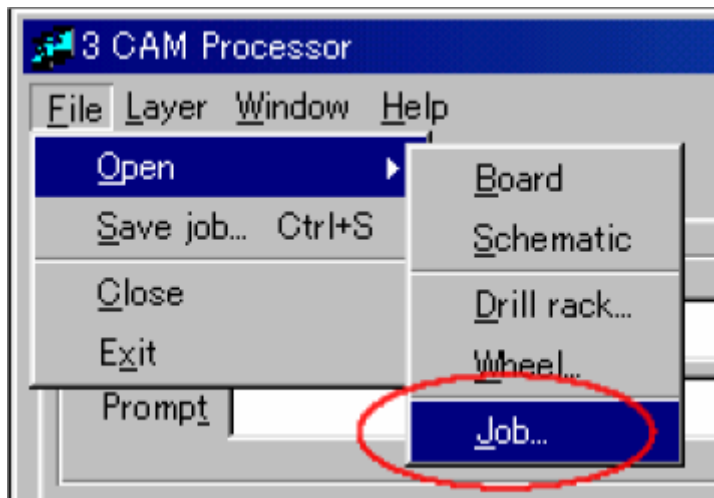 3 CAM Processor
File Layer Window Help
Open
Save job... Ctrl+S
Close
Exit
Board
Schematic
Drill rack...
Wheel...
Job...
Prompt